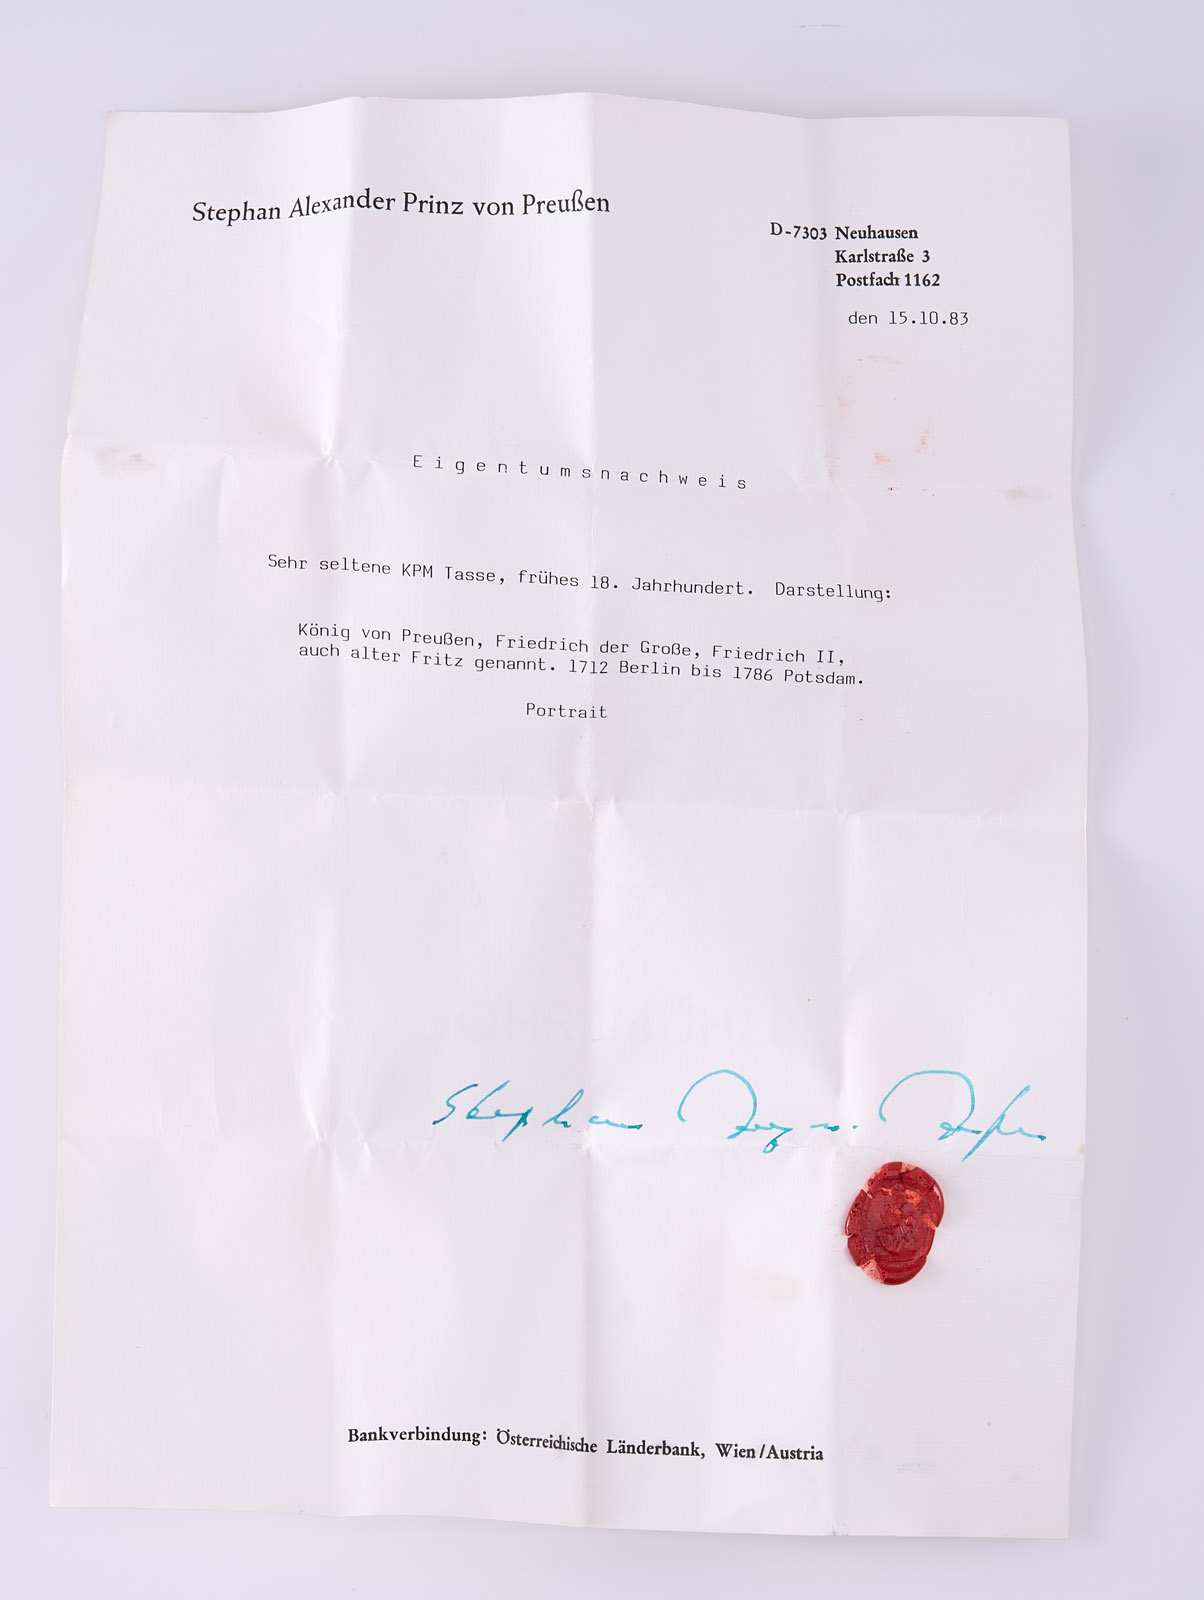 Stephan Alexander Prinz von Preußen
D-7303 Neuhausen
Karlstraße 3
Postfach 1162
den 15.10.83
Eigentumsnachweis
Sehr seltene KPM Tasse, frühes 18. Jahrhundert. Darstellung:
König von Preußen, Friedrich der Große, Friedrich II,
auch alter Fritz genannt. 1712 Berlin bis 1786 Potsdam.
Portrait
Stephan
Bankverbindung: Österreichische Länderbank, Wien/Austria